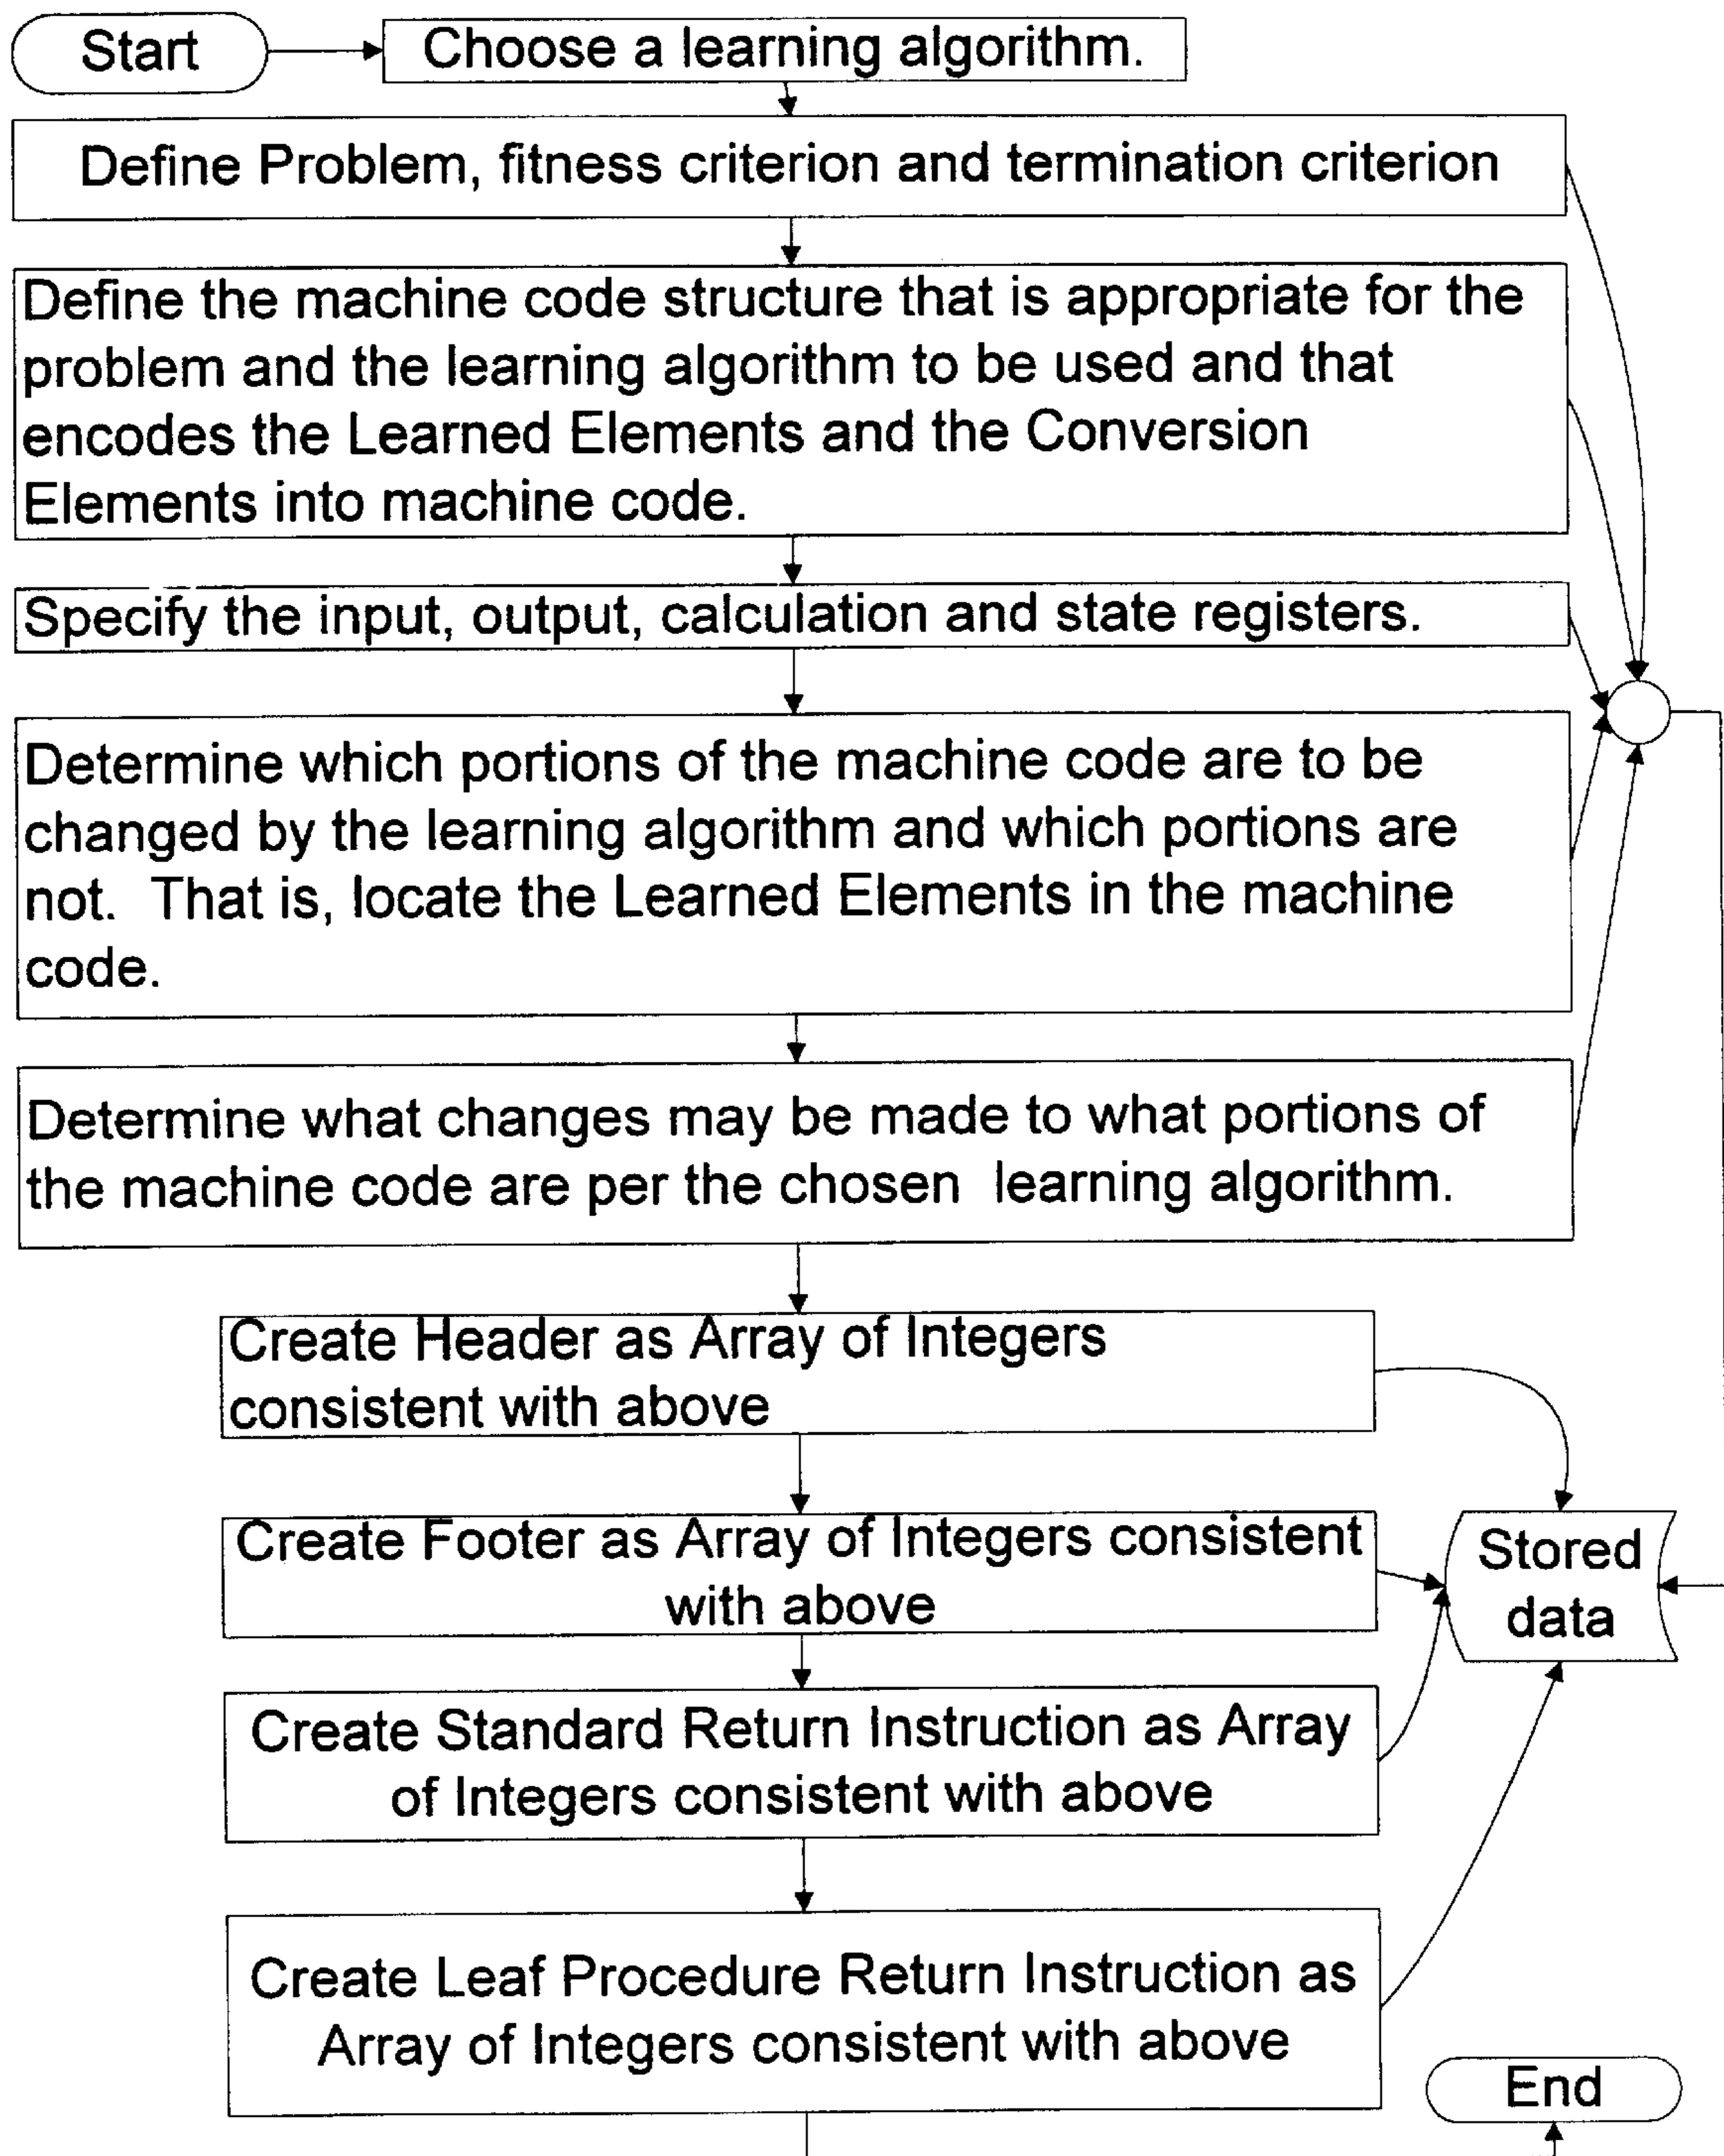 Start
Choose a learning algorithm.
Define Problem, fitness criterion and termination criterion
Define the machine code structure that is appropriate for the
problem and the learning algorithm to be used and that
encodes the Learned Elements and the Conversion
Elements into machine code.
Specify the input, output, calculation and state registers.
Determine which portions of the machine code are to be
changed by the learning algorithm and which portions are
not. That is, locate the Learned Elements in the machine
code.
Determine what changes may be made to what portions of
the machine code are per the chosen learning algorithm.
Create Header as Array of Integers
consistent with above
Create Footer as Array of Integers consistent
with above
Stored
data
Create Standard Return Instruction as Array
of Integers consistent with above
Create Leaf Procedure Return Instruction as
Array of Integers consistent with above
End